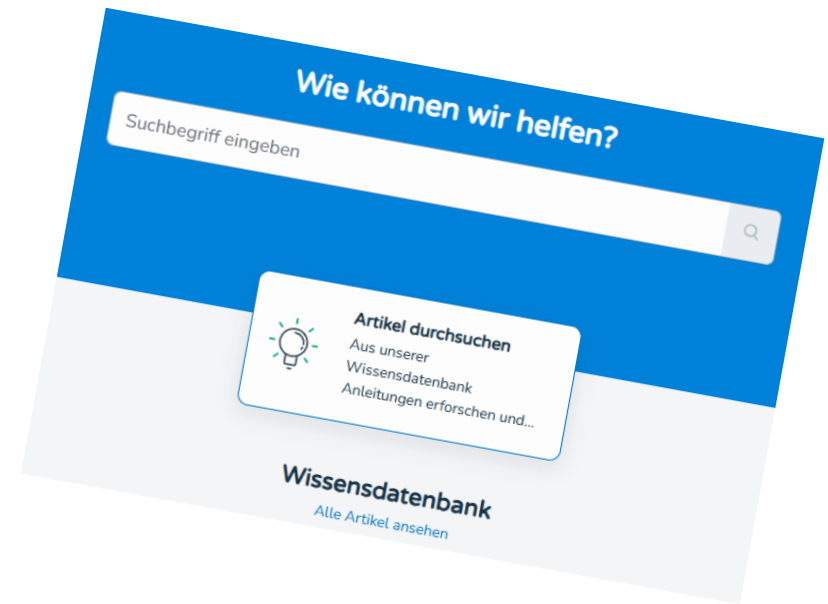 Wie können wir helfen?
Suchbegriff eingeben
Artikel durchsuchen
Aus unserer
Wissensdatenbank
Anleitungen erforschen und...
Wissensdatenbank
Alle Artikel ansehen